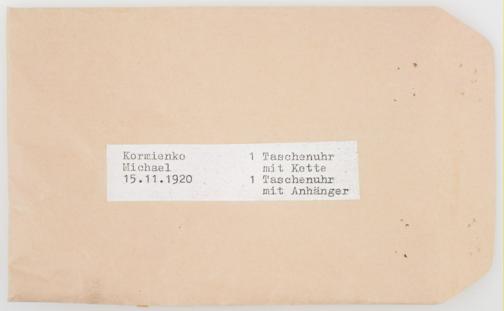 Kormienko 1 Taschenuhr
Michael mit Kette
15.11.1920 1 Taschenuhr
mit Anhänger